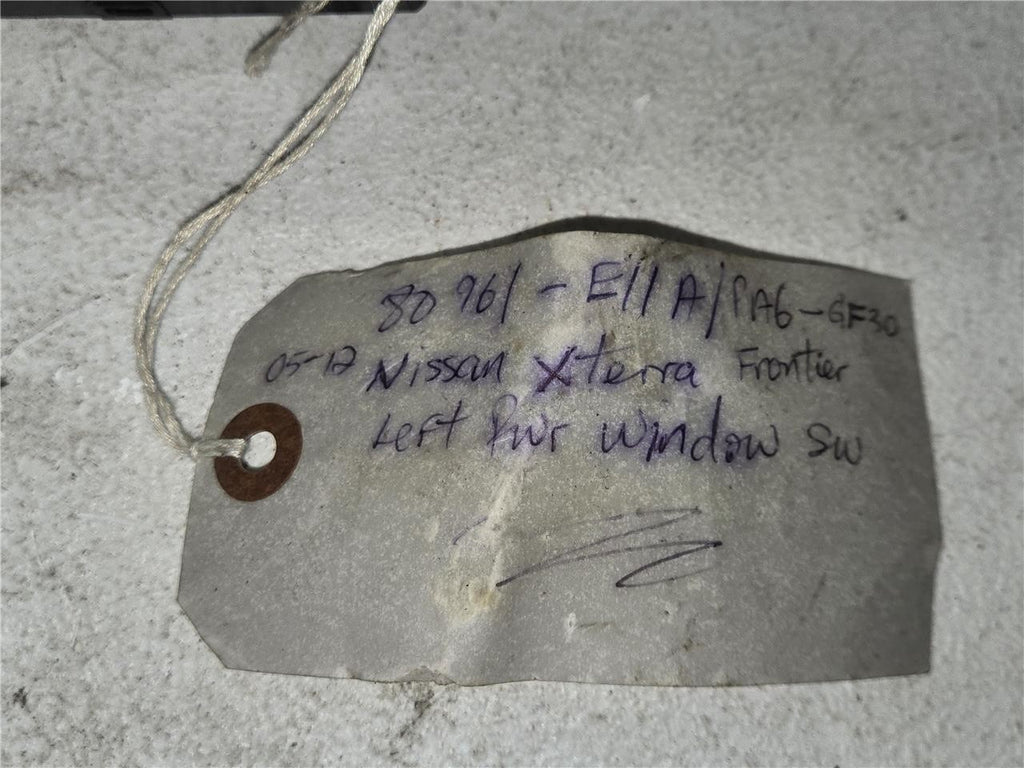 80961-E11A/PA6-GF30
05-12 Nissan Xterra Frontier
Left Pwr Window SW